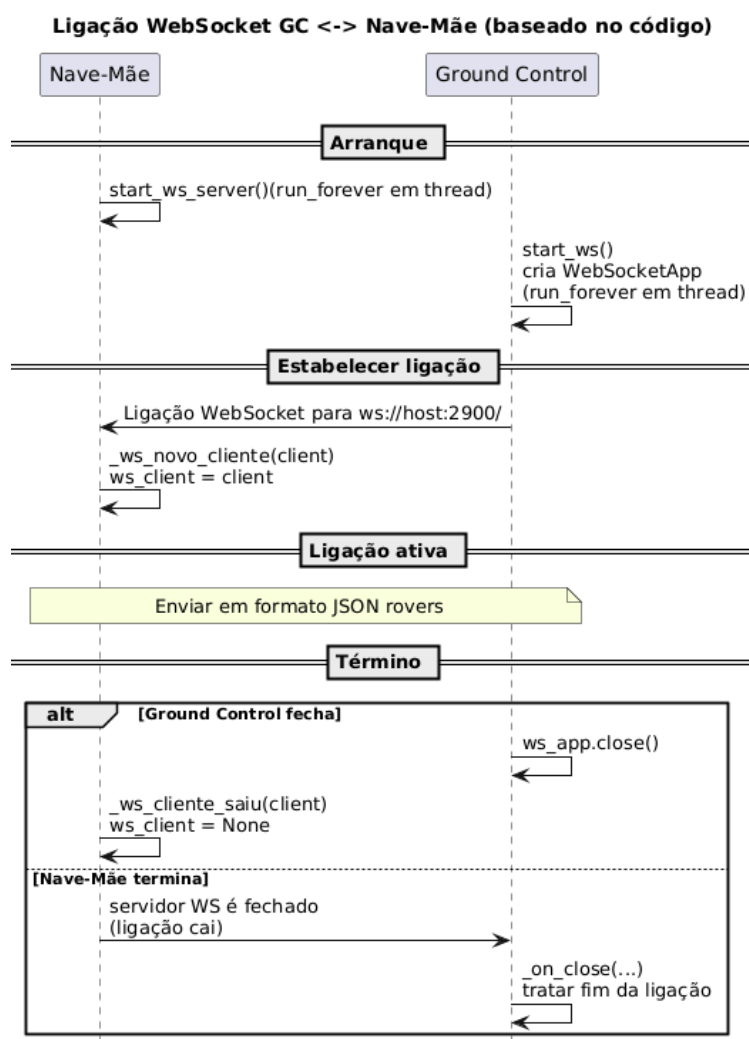 Ligação WebSocket GC <-> Nave-Mãe (baseado no código)
Nave-Mãe
Ground Control
Arranque
start_ws_server()(run_forever em thread)
start_ws()
cria WebSocketApp
(run_forever em thread)
Estabelecer ligação
Ligação WebSocket para ws://host:2900/
_ws_novo_cliente(client)
ws_client = client
Ligação ativa
Enviar em formato JSON rovers
Término
alt
[Ground Control fecha]
ws_app.close()
_ws_cliente_saiu(client)
ws_client = None
[Nave-Mãe termina]
servidor WS é fechado
(ligação cai)
_on_close(...)
tratar fim da ligação